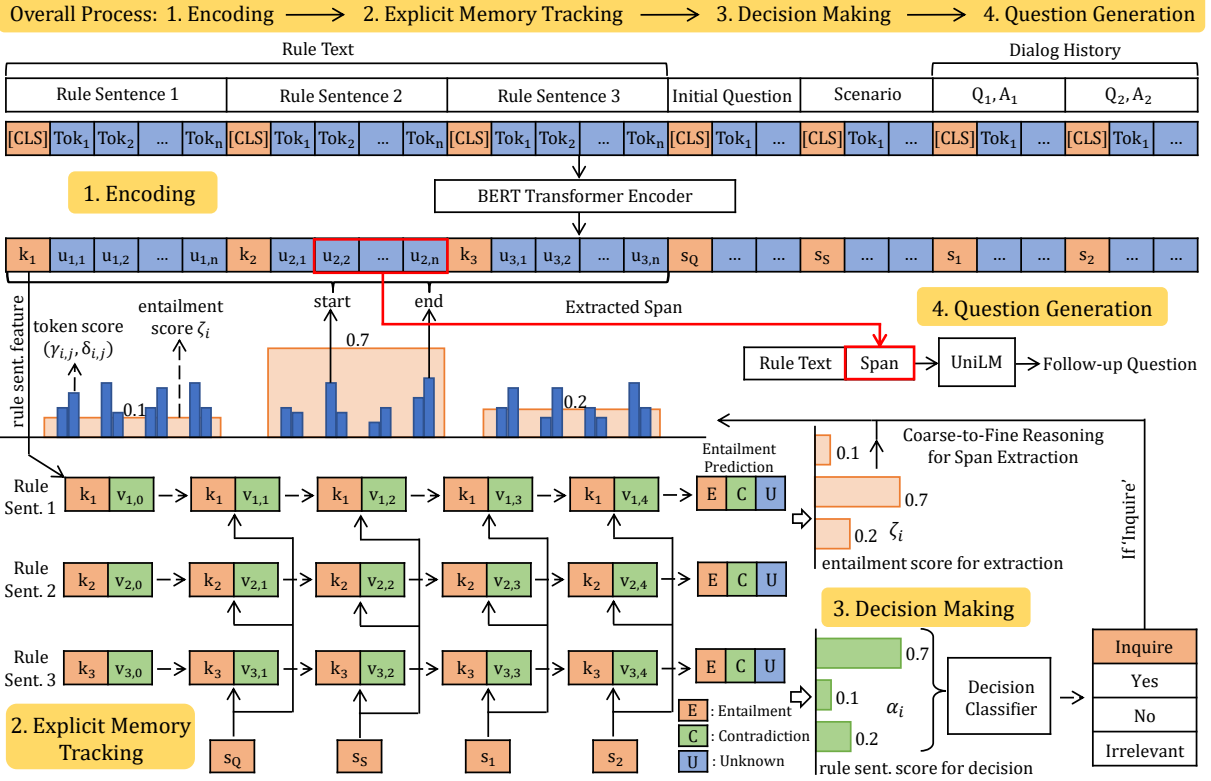 Overall Process: 1. Encoding 2. Explicit Memory Tracking 3. Decision Making 4. Question Generation
Rule Text
Dialog History
Rule Sentence 1 Rule Sentence 2 Rule Sentence 3 Initial Question Scenario Q1, A1 Q2, A2
[CLS] Tok1 Tok2 ... Tokn [CLS] Tok1 Tok2 ... Tokn [CLS] Tok1 Tok2 ... Tokn [CLS] Tok1 ... [CLS] Tok1 ... [CLS] Tok1 ... [CLS] Tok1 ...
1. Encoding
BERT Transformer Encoder
k1 u1,1 u1,2 ... u1,n k2 u2,1 u2,2 ... u2,n k3 u3,1 u3,2 ... u3,n sQ ... ... sS ... ... s1 ... ... s2 ... ...
rule sent. feature
token score
(γi,j, δi,j)
entailment
score ζi
start
end
Extracted Span
4. Question Generation
0.1
0.7
0.2
Rule Text Span UniLM Follow-up Question
Coarse-to-Fine Reasoning
for Span Extraction
If 'Inquire'
Entailment
Prediction
Rule
Sent. 1
k1 v1,0 k1 v1,1 k1 v1,2 k1 v1,3 k1 v1,4 E C U
0.1
0.7
0.2
ζi
entailment score for extraction
Rule
Sent. 2
k2 v2,0 k2 v2,1 k2 v2,2 k2 v2,3 k2 v2,4 E C U
3. Decision Making
Rule
Sent. 3
k3 v3,0 k3 v3,1 k3 v3,2 k3 v3,3 k3 v3,4 E C U
0.7
0.1
0.2
αi
rule sent. score for decision
Decision
Classifier
Inquire
Yes
No
Irrelevant
2. Explicit Memory
Tracking
sQ sS s1 s2
E : Entailment
C : Contradiction
U : Unknown